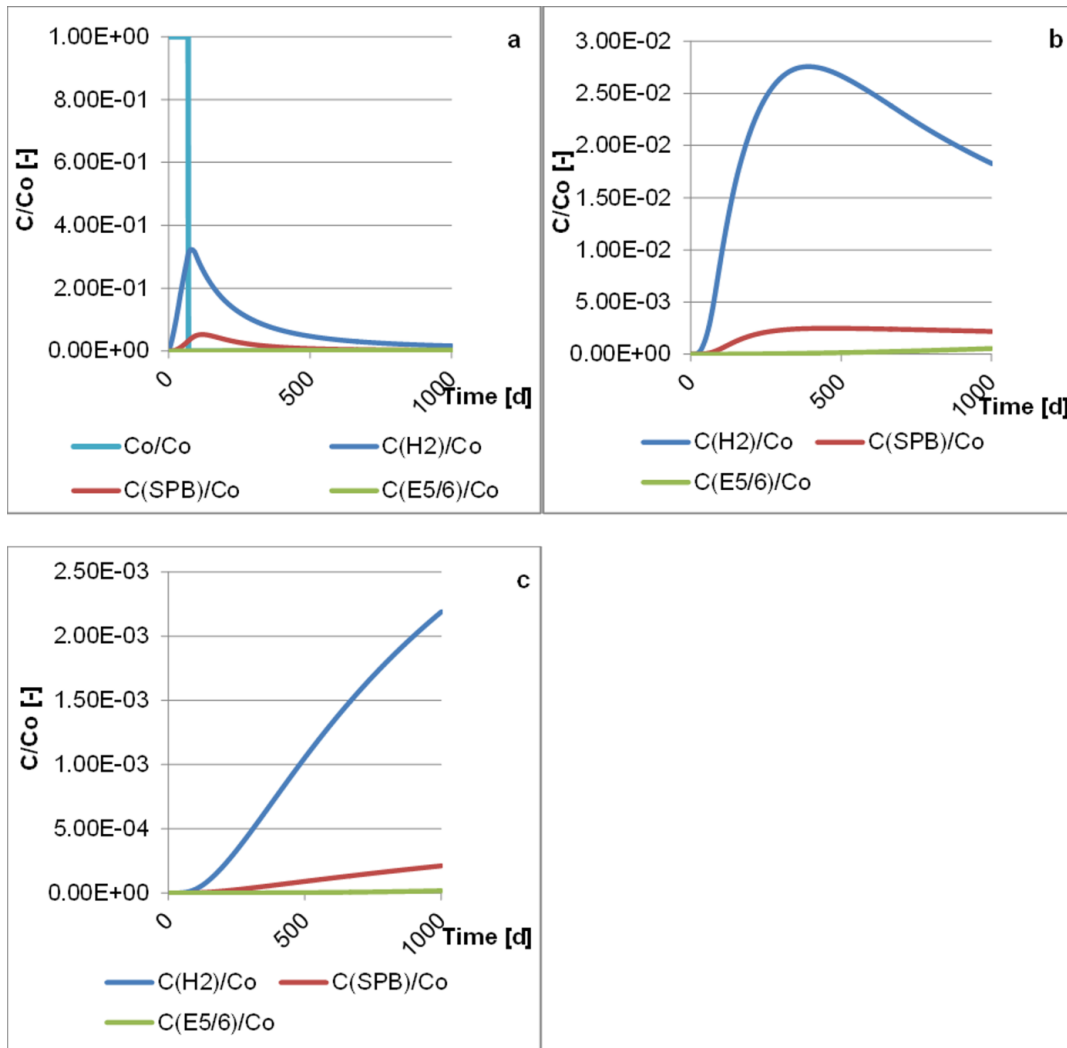 a
1.00E+00
8.00E-01
6.00E-01
4.00E-01
2.00E-01
0.00E+00
C/Co [-]
0
500
1000
Time [d]
Co/Co
C(H2)/Co
C(SPB)/Co
C(E5/6)/Co
b
3.00E-02
2.50E-02
2.00E-02
1.50E-02
1.00E-02
5.00E-03
0.00E+00
C/Co [-]
0
500
1000
Time [d]
C(H2)/Co
C(SPB)/Co
C(E5/6)/Co
c
2.50E-03
2.00E-03
1.50E-03
1.00E-03
5.00E-04
0.00E+00
C/Co [-]
0
500
1000
Time [d]
C(H2)/Co
C(SPB)/Co
C(E5/6)/Co